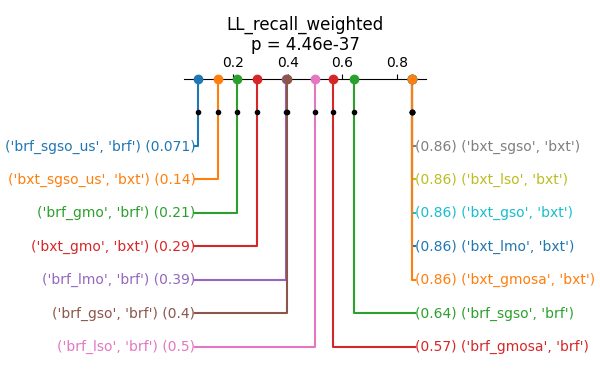 LL_recall_weighted
p = 4.46e-37
0.2 0.4 0.6 0.8
('brf_sgso_us', 'brf') (0.071)
(0.86) ('bxt_sgso', 'bxt')
('bxt_sgso_us', 'bxt') (0.14)
(0.86) ('bxt_lso', 'bxt')
('brf_gmo', 'brf') (0.21)
(0.86) ('bxt_gso', 'bxt')
('bxt_gmo', 'bxt') (0.29)
(0.86) ('bxt_lmo', 'bxt')
('brf_lmo', 'brf') (0.39)
(0.86) ('bxt_gmosa', 'bxt')
('brf_gso', 'brf') (0.4)
(0.64) ('brf_sgso', 'brf')
('brf_lso', 'brf') (0.5)
(0.57) ('brf_gmosa', 'brf')